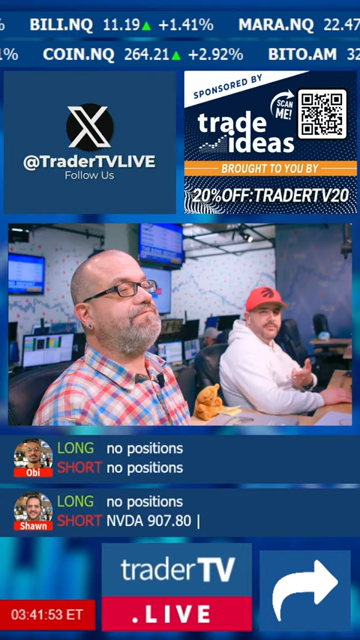 % BILI.NQ 11.19▲ +1.41% MARA.NQ 22.47
1% COIN.NQ 264.21▲ +2.92% BITO.AM 32
@TraderTVLIVE
Follow Us
SPONSORED BY
SCAN
ME!
trade
ideas
BROUGHT TO YOU BY
20%OFF:TRADERTV20
LONG no positions
SHORT no positions
Obi
LONG no positions
SHORT NVDA 907.80 |
Shawn
traderTV
.LIVE
03:41:53 ET